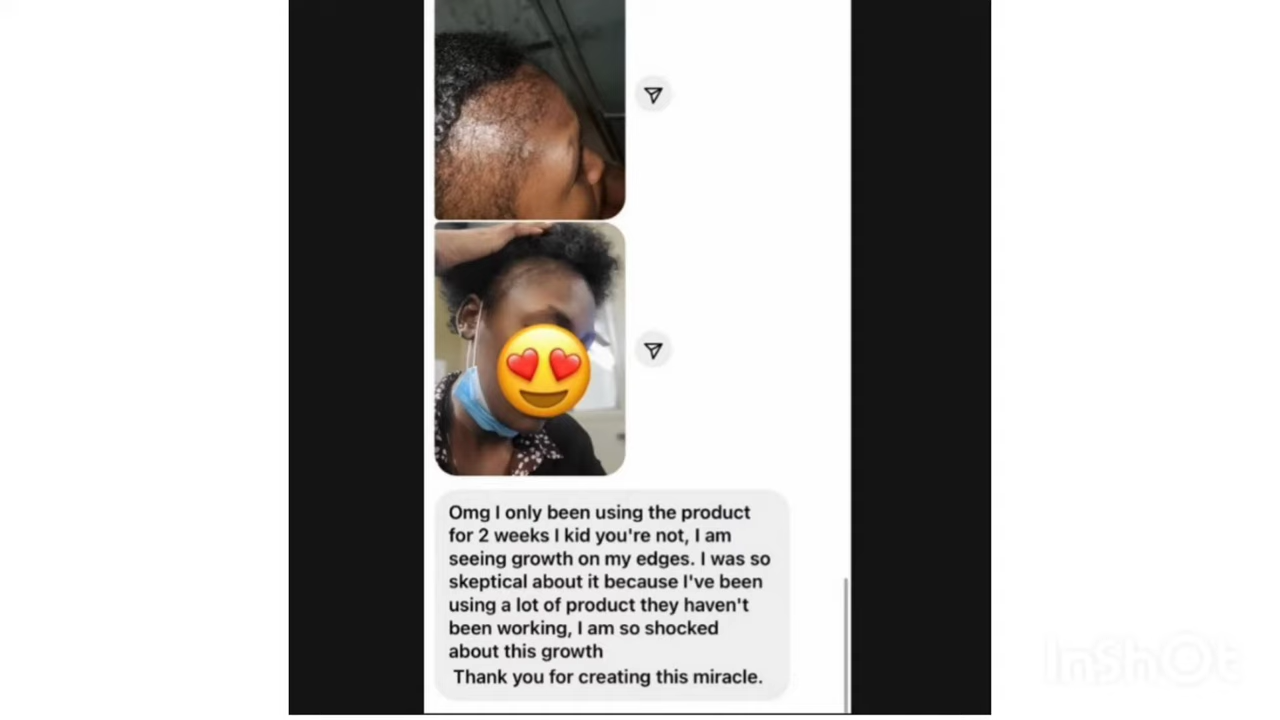 Omg I only been using the product
for 2 weeks I kid you're not, I am
seeing growth on my edges. I was so
skeptical about it because I've been
using a lot of product they haven't
been working, I am so shocked
about this growth
Thank you for creating this miracle.
InShOt